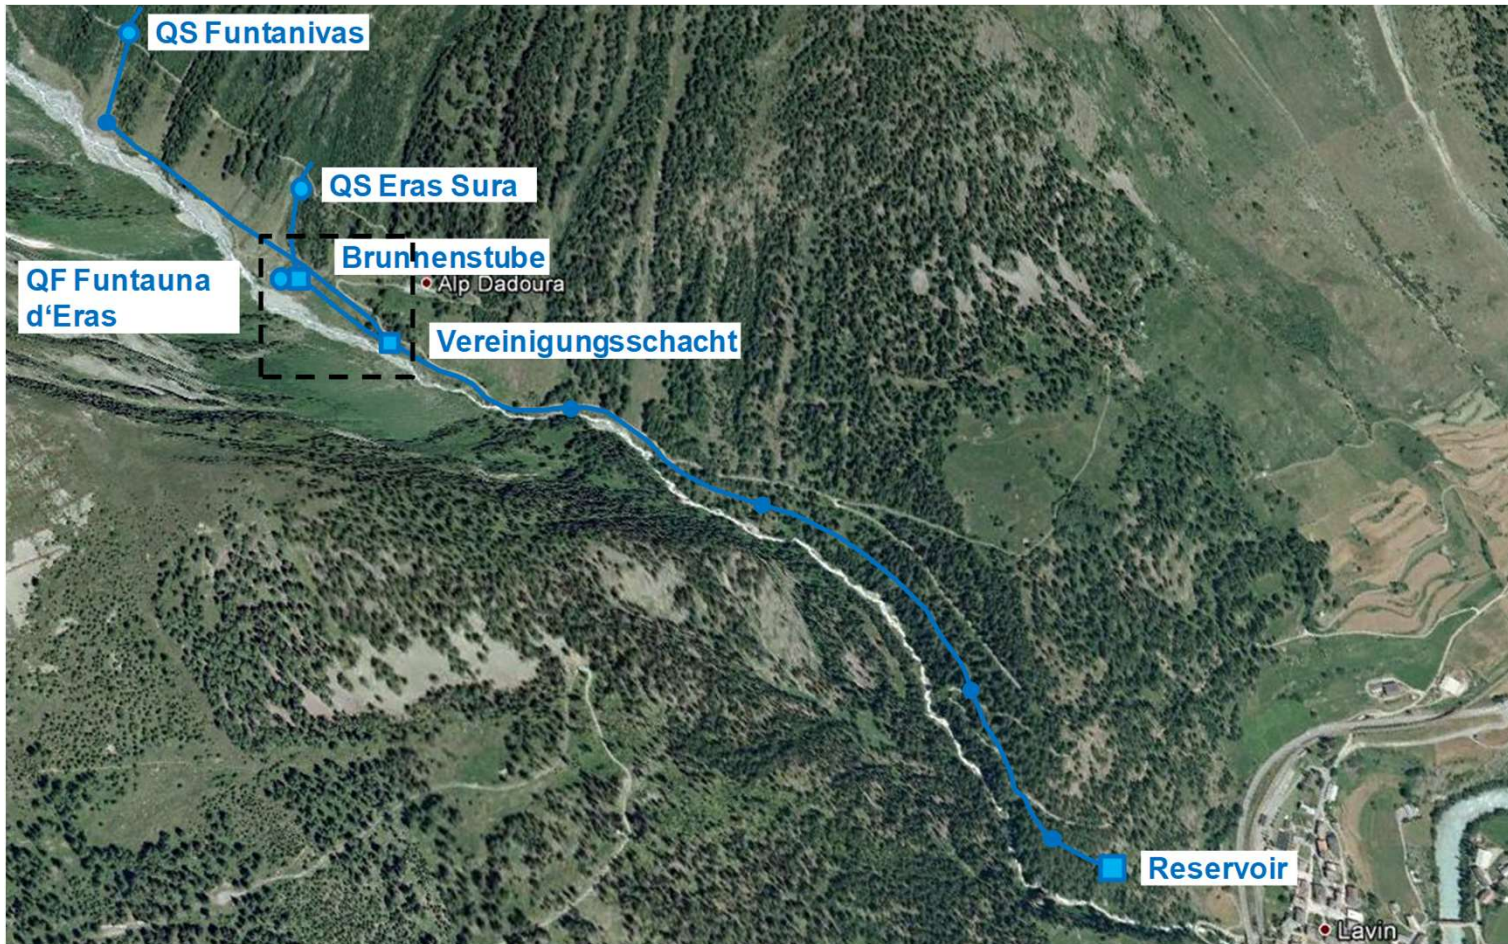 QS Funtanivas
QS Eras Sura
Brunnenstube
QF Funtauna
d‘Eras
Alp Dadoura
Vereinigungsschacht
Reservoir
Lavin